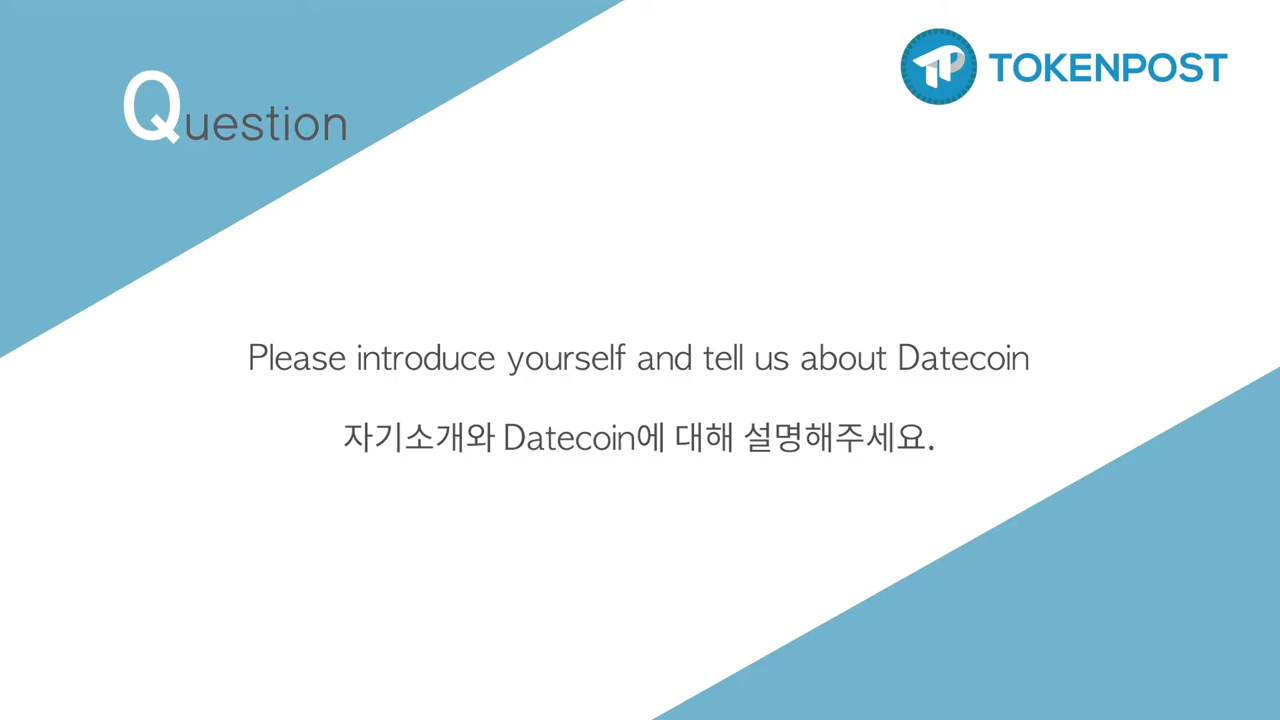 Question
TOKENPOST
Please introduce yourself and tell us about Datecoin
자기소개와 Datecoin에 대해 설명해주세요.